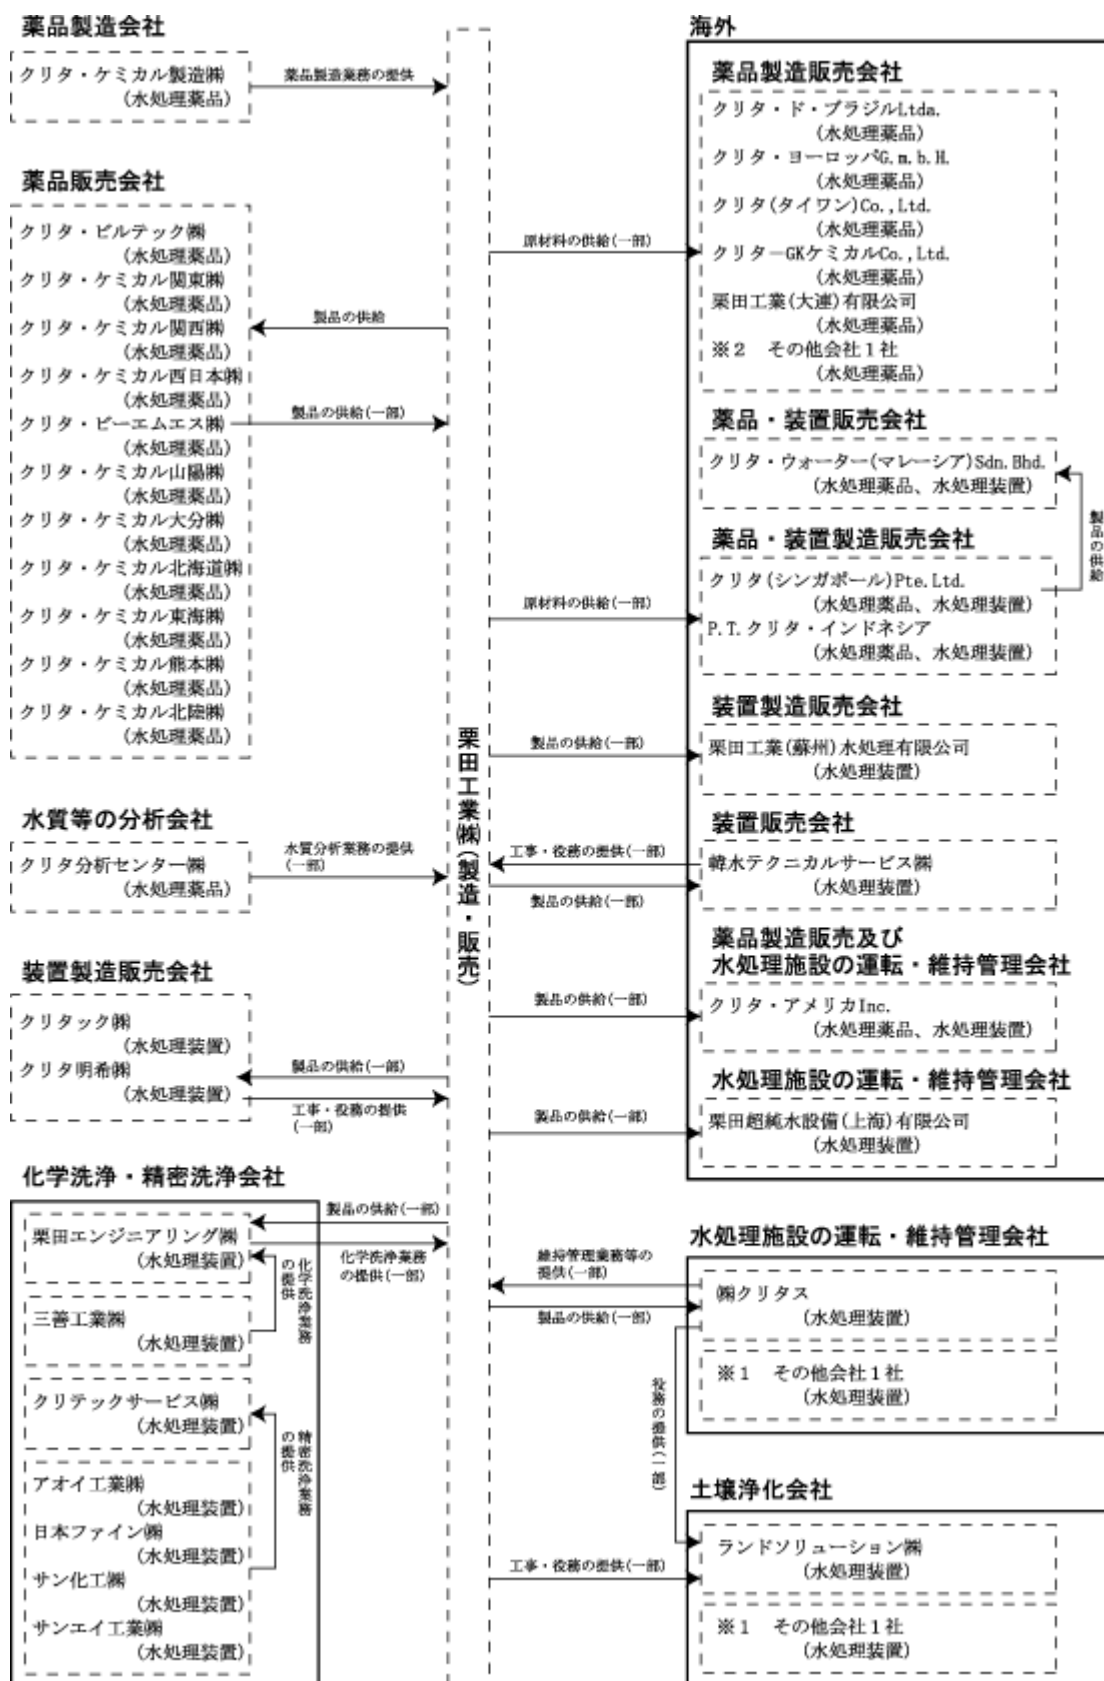 薬品製造会社
クリタ・ケミカル製造㈱
(水処理薬品)
薬品製造業務の提供
薬品販売会社
クリタ・ビルテック㈱
(水処理薬品)
クリタ・ケミカル関東㈱
(水処理薬品)
クリタ・ケミカル関西㈱
(水処理薬品)
クリタ・ケミカル西日本㈱
(水処理薬品)
クリタ・ビーエムエス㈱
(水処理薬品)
クリタ・ケミカル山陽㈱
(水処理薬品)
クリタ・ケミカル大分㈱
(水処理薬品)
クリタ・ケミカル北海道㈱
(水処理薬品)
クリタ・ケミカル東海㈱
(水処理薬品)
クリタ・ケミカル熊本㈱
(水処理薬品)
クリタ・ケミカル北陸㈱
(水処理薬品)
製品の供給
製品の供給(一部)
水質等の分析会社
クリタ分析センター㈱
(水処理薬品)
水質分析業務の提供
(一部)
装置製造販売会社
クリタック㈱
(水処理装置)
クリタ明希㈱
(水処理装置)
製品の供給(一部)
工事・役務の提供
(一部)
化学洗浄・精密洗浄会社
栗田エンジニアリング㈱
(水処理装置)
三善工業㈱
(水処理装置)
クリテックサービス㈱
(水処理装置)
アオイ工業㈱
(水処理装置)
日本ファイン㈱
(水処理装置)
サン化工㈱
(水処理装置)
サンエイ工業㈱
(水処理装置)
製品の供給(一部)
化学洗浄業務
の提供(一部)
化学洗浄業務
の提供
精密洗浄業務
の提供
栗田工業㈱(製造・販売)
海外
薬品製造販売会社
クリタ・ド・ブラジルLtda.
(水処理薬品)
クリタ・ヨーロッパG.m.b.H.
(水処理薬品)
クリタ(タイワン)Co.,Ltd.
(水処理薬品)
クリターGKケミカルCo.,Ltd.
(水処理薬品)
栗田工業(大連)有限公司
(水処理薬品)
※2 その他会社1社
(水処理薬品)
原材料の供給(一部)
薬品・装置販売会社
クリタ・ウォーター(マレーシア)Sdn.Bhd.
(水処理薬品、水処理装置)
製品の供給
薬品・装置製造販売会社
クリタ(シンガポール)Pte.Ltd.
(水処理薬品、水処理装置)
P.T.クリタ・インドネシア
(水処理薬品、水処理装置)
原材料の供給(一部)
装置製造販売会社
栗田工業(蘇州)水処理有限公司
(水処理装置)
製品の供給(一部)
装置販売会社
韓水テクニカルサービス㈱
(水処理装置)
工事・役務の提供(一部)
製品の供給(一部)
薬品製造販売及び
水処理施設の運転・維持管理会社
クリタ・アメリカInc.
(水処理薬品、水処理装置)
製品の供給(一部)
水処理施設の運転・維持管理会社
栗田超純水設備(上海)有限公司
(水処理装置)
製品の供給(一部)
水処理施設の運転・維持管理会社
㈱クリタス
(水処理装置)
※1 その他会社1社
(水処理装置)
維持管理業務等の
提供(一部)
製品の供給(一部)
役務の提供(一部)
土壌浄化会社
ランドソリューション㈱
(水処理装置)
※1 その他会社1社
(水処理装置)
工事・役務の提供(一部)